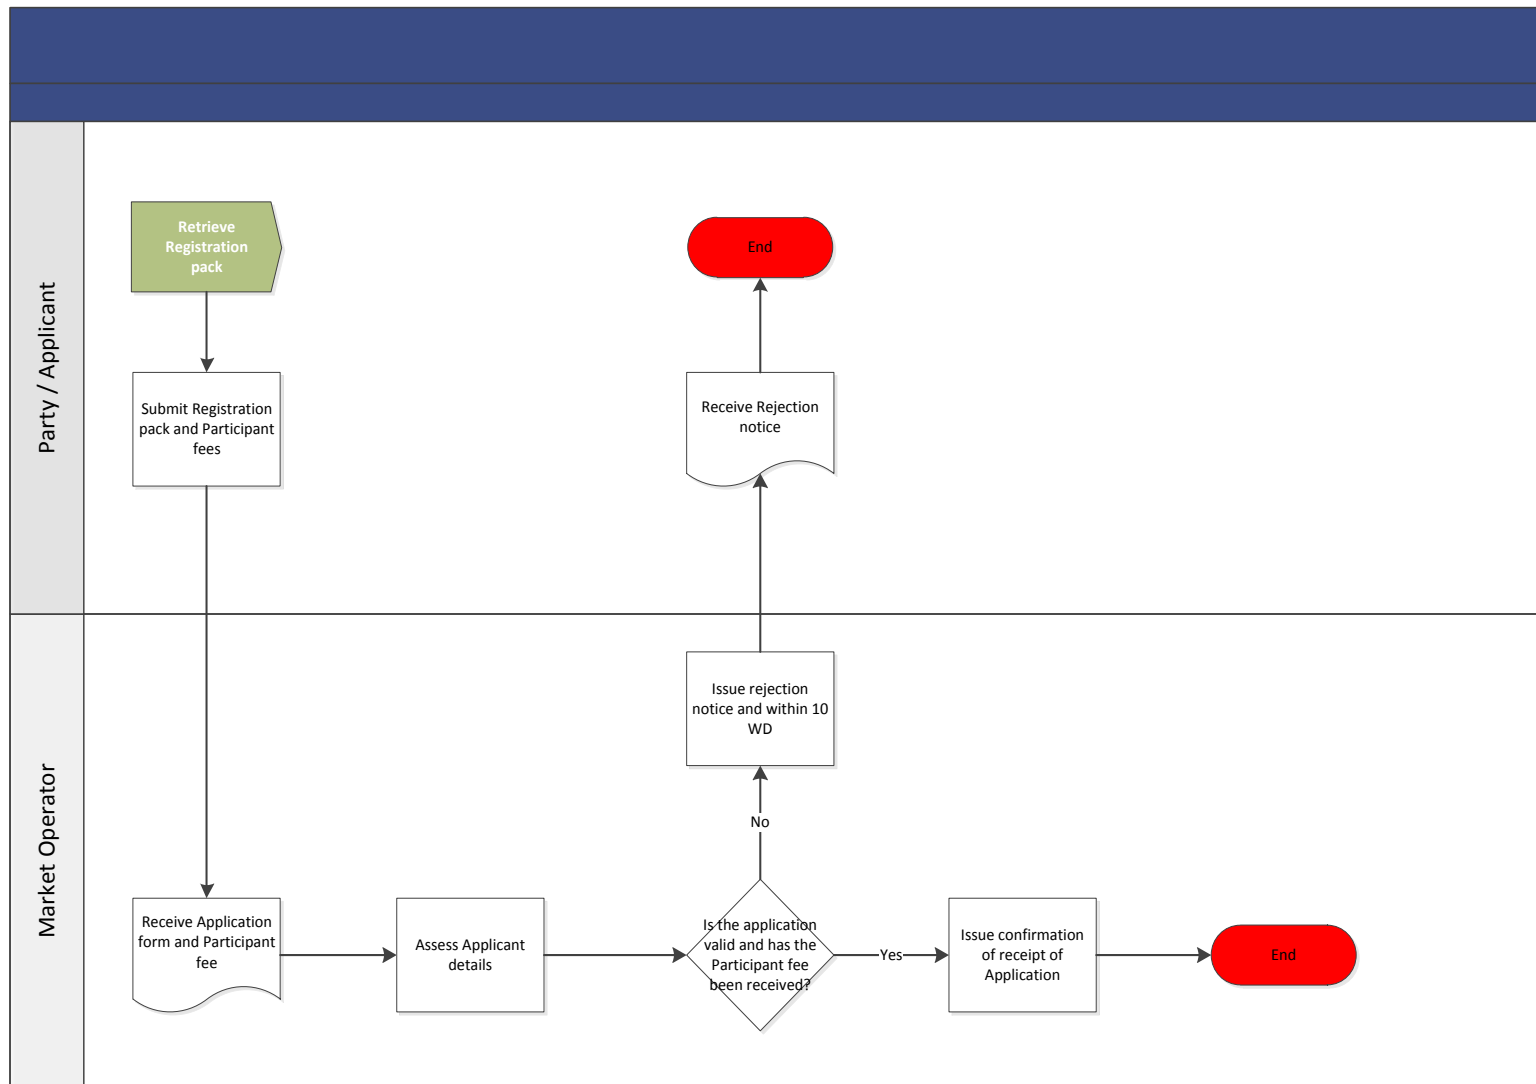 Party / Applicant
Retrieve
Registration
pack
End
Submit Registration
pack and Participant
fees
Receive Rejection
notice
Market Operator
Issue rejection
notice and within 10
WD
No
Receive Application
form and Participant
fee
Assess Applicant
details
Is the application
valid and has the
Participant fee
been received?
Yes
Issue confirmation
of receipt of
Application
End